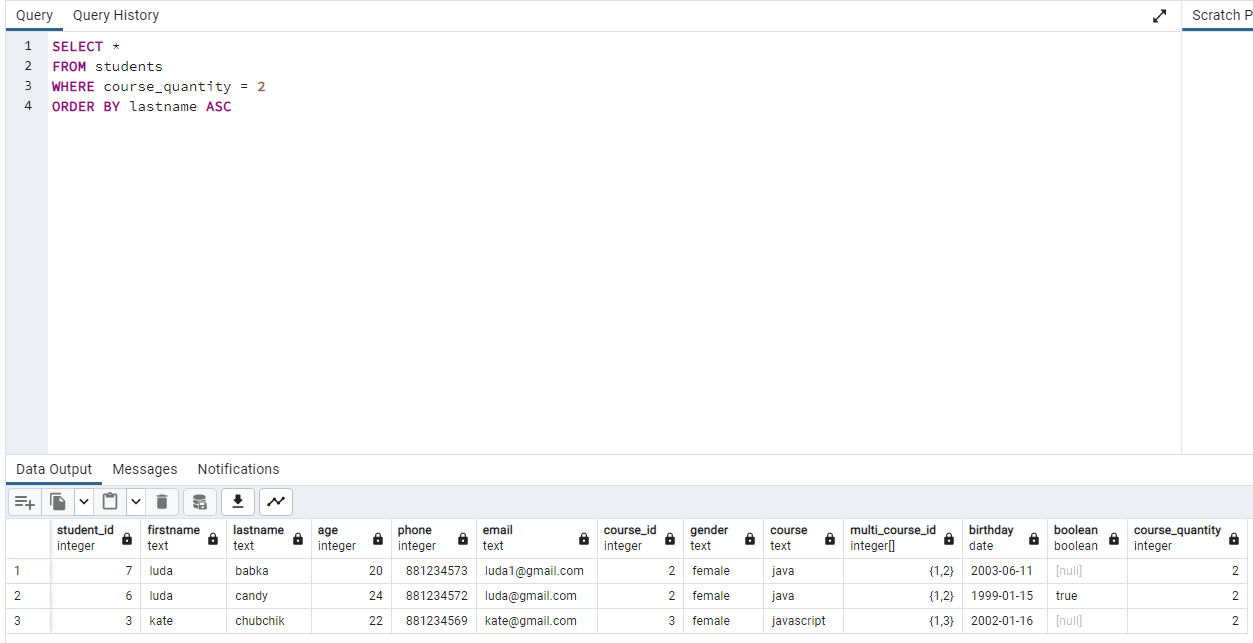 Query Query History Scratch P
1 SELECT *
2 FROM students
3 WHERE course_quantity = 2
4 ORDER BY lastname ASC
Data Output Messages Notifications
student_id firstname lastname age phone email course_id gender course multi_course_id birthday boolean course_quantity
integer text text integer integer text integer text text integer[] date boolean integer
1 7 luda babka 20 881234573 luda1@gmail.com 2 female java {1,2} 2003-06-11 [null] 2
2 6 luda candy 24 881234572 luda@gmail.com 2 female java {1,2} 1999-01-15 true 2
3 3 kate chubchik 22 881234569 kate@gmail.com 3 female javascript {1,3} 2002-01-16 [null] 2